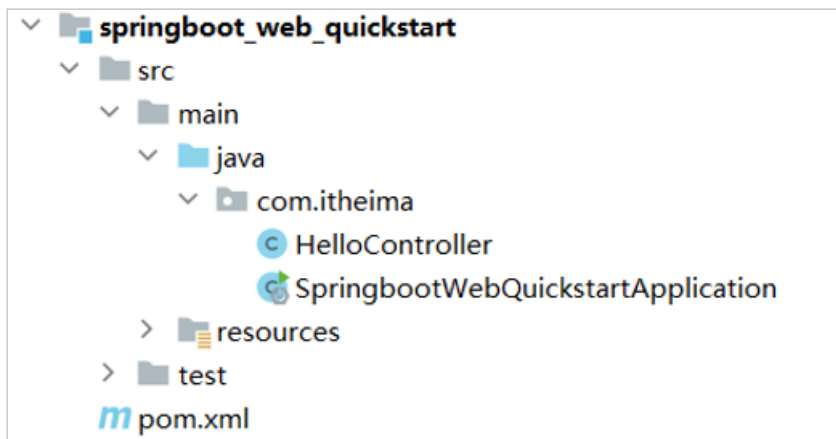 springboot_web_quickstart
src
main
java
com.itheima
C HelloController
SpringbootWebQuickstartApplication
resources
test
m pom.xml